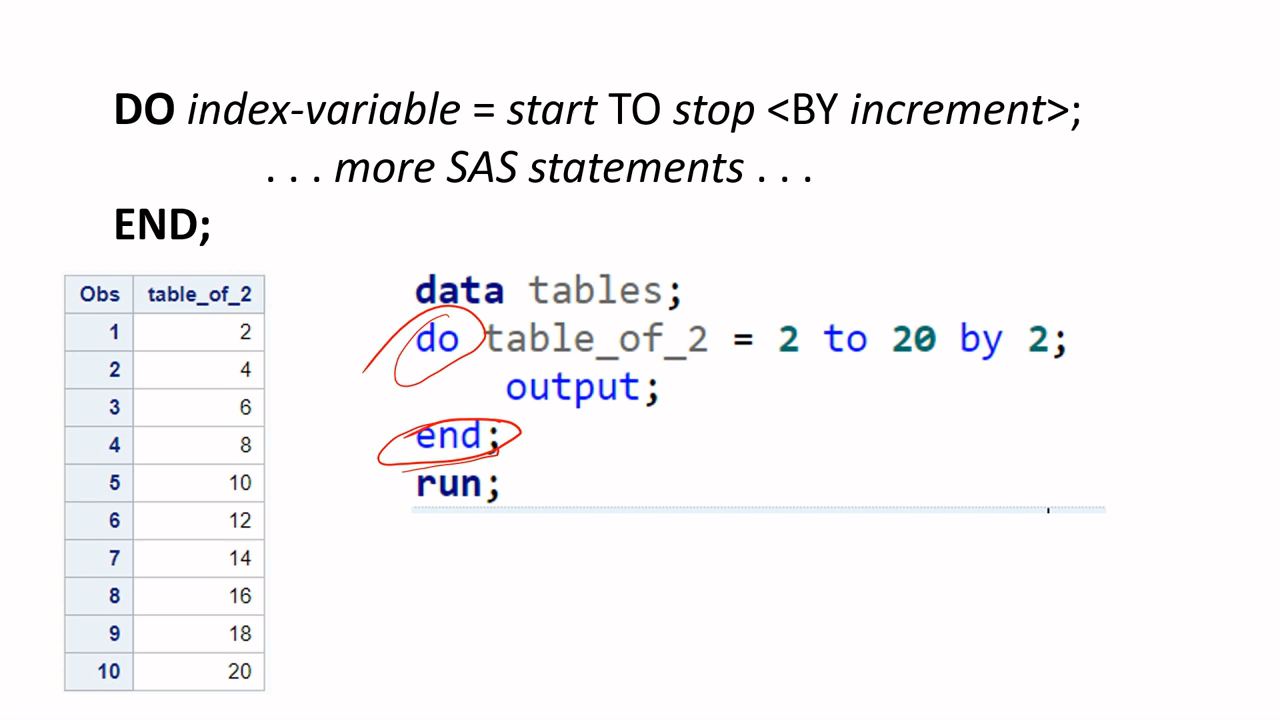 DO index-variable = start TO stop <BY increment>;
. . . more SAS statements . . .
END;
Obs table_of_2
1 2
2 4
3 6
4 8
5 10
6 12
7 14
8 16
9 18
10 20
data tables;
do table_of_2 = 2 to 20 by 2;
output;
end;
run;